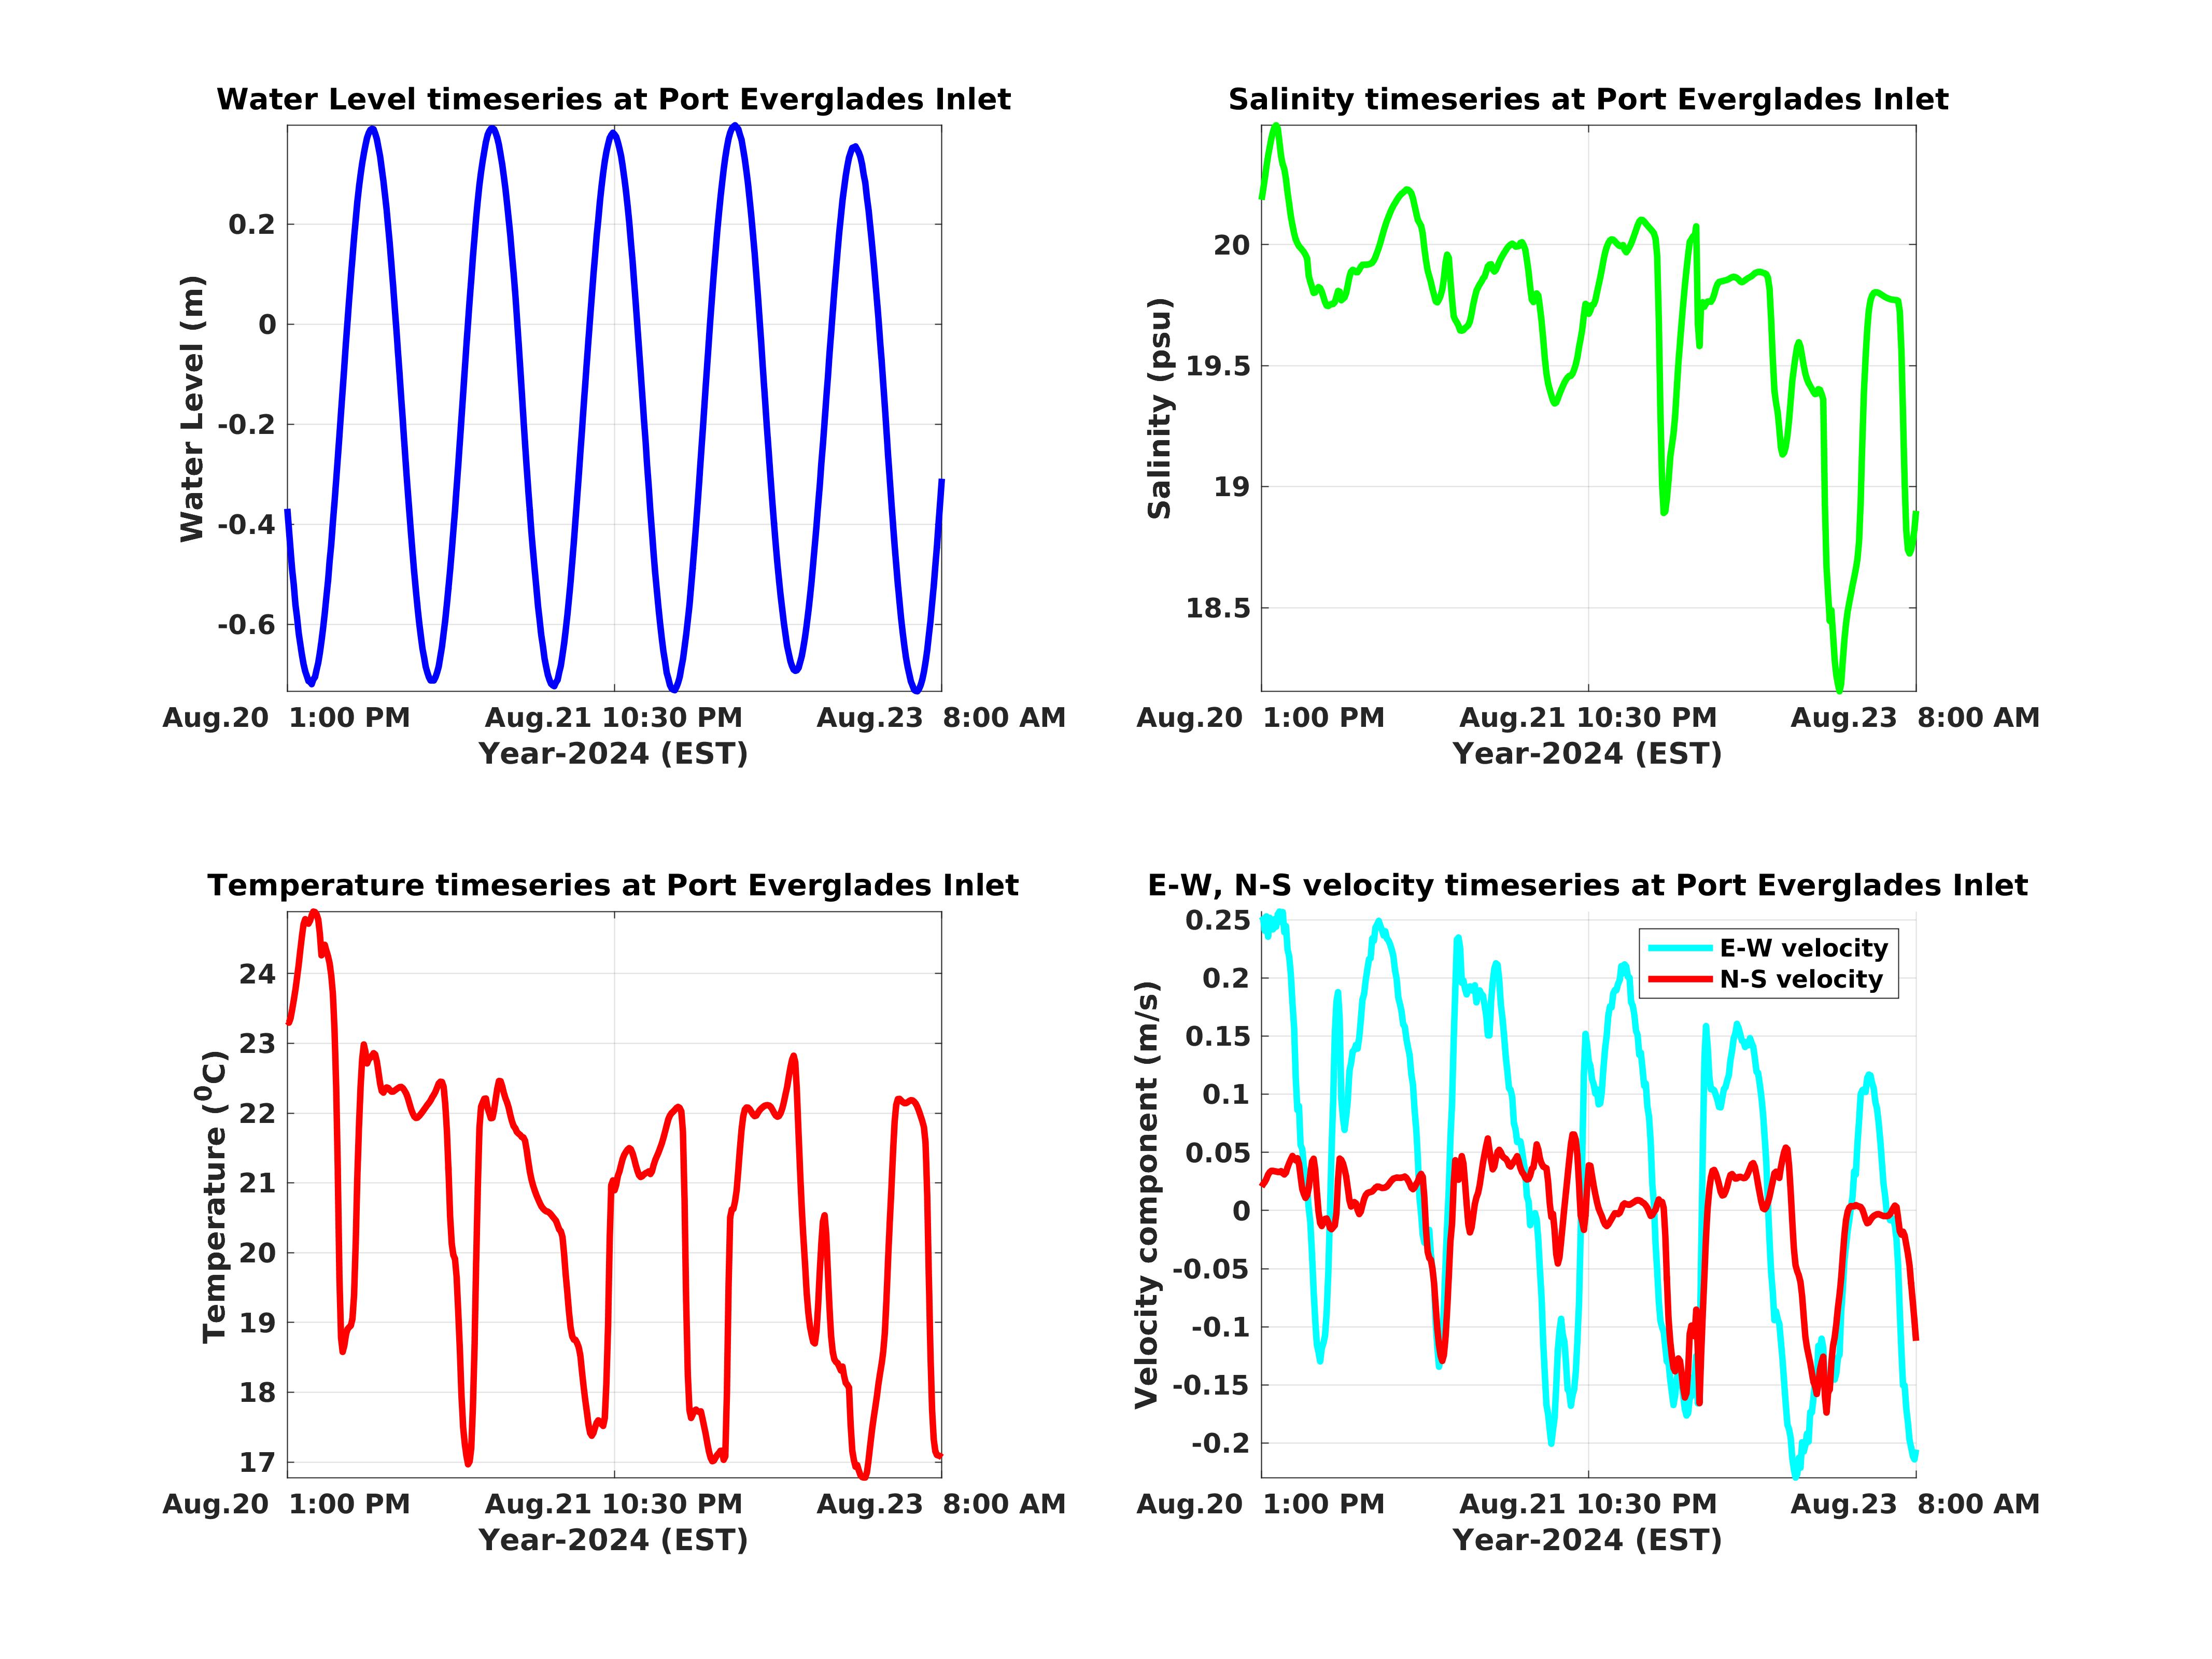 Water Level timeseries at Port Everglades Inlet
Water Level (m)
0.2
0
-0.2
-0.4
-0.6
Aug.20 1:00 PM
Aug.21 10:30 PM
Aug.23 8:00 AM
Year-2024 (EST)
Salinity timeseries at Port Everglades Inlet
Salinity (psu)
20
19.5
19
18.5
Aug.20 1:00 PM
Aug.21 10:30 PM
Aug.23 8:00 AM
Year-2024 (EST)
Temperature timeseries at Port Everglades Inlet
Temperature (⁰C)
24
23
22
21
20
19
18
17
Aug.20 1:00 PM
Aug.21 10:30 PM
Aug.23 8:00 AM
Year-2024 (EST)
E-W, N-S velocity timeseries at Port Everglades Inlet
Velocity component (m/s)
0.25
0.2
0.15
0.1
0.05
0
-0.05
-0.1
-0.15
-0.2
E-W velocity
N-S velocity
Aug.20 1:00 PM
Aug.21 10:30 PM
Aug.23 8:00 AM
Year-2024 (EST)